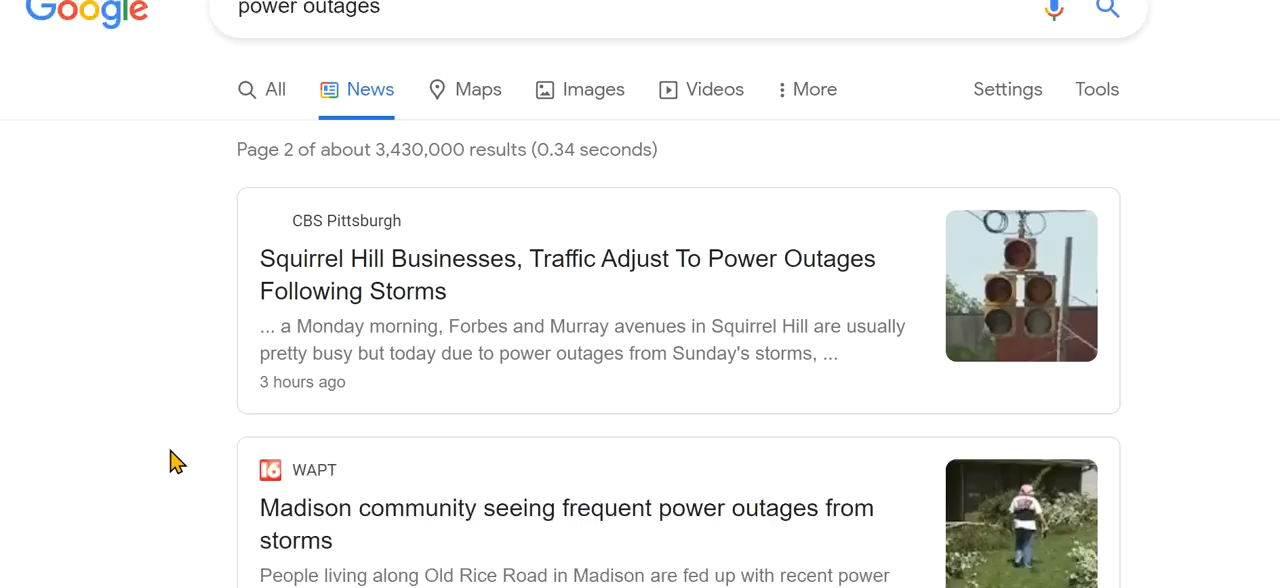 Google
power outages
All News Maps Images Videos More Settings Tools
Page 2 of about 3,430,000 results (0.34 seconds)
CBS Pittsburgh
Squirrel Hill Businesses, Traffic Adjust To Power Outages
Following Storms
... a Monday morning, Forbes and Murray avenues in Squirrel Hill are usually
pretty busy but today due to power outages from Sunday's storms, ...
3 hours ago
16 WAPT
Madison community seeing frequent power outages from
storms
People living along Old Rice Road in Madison are fed up with recent power